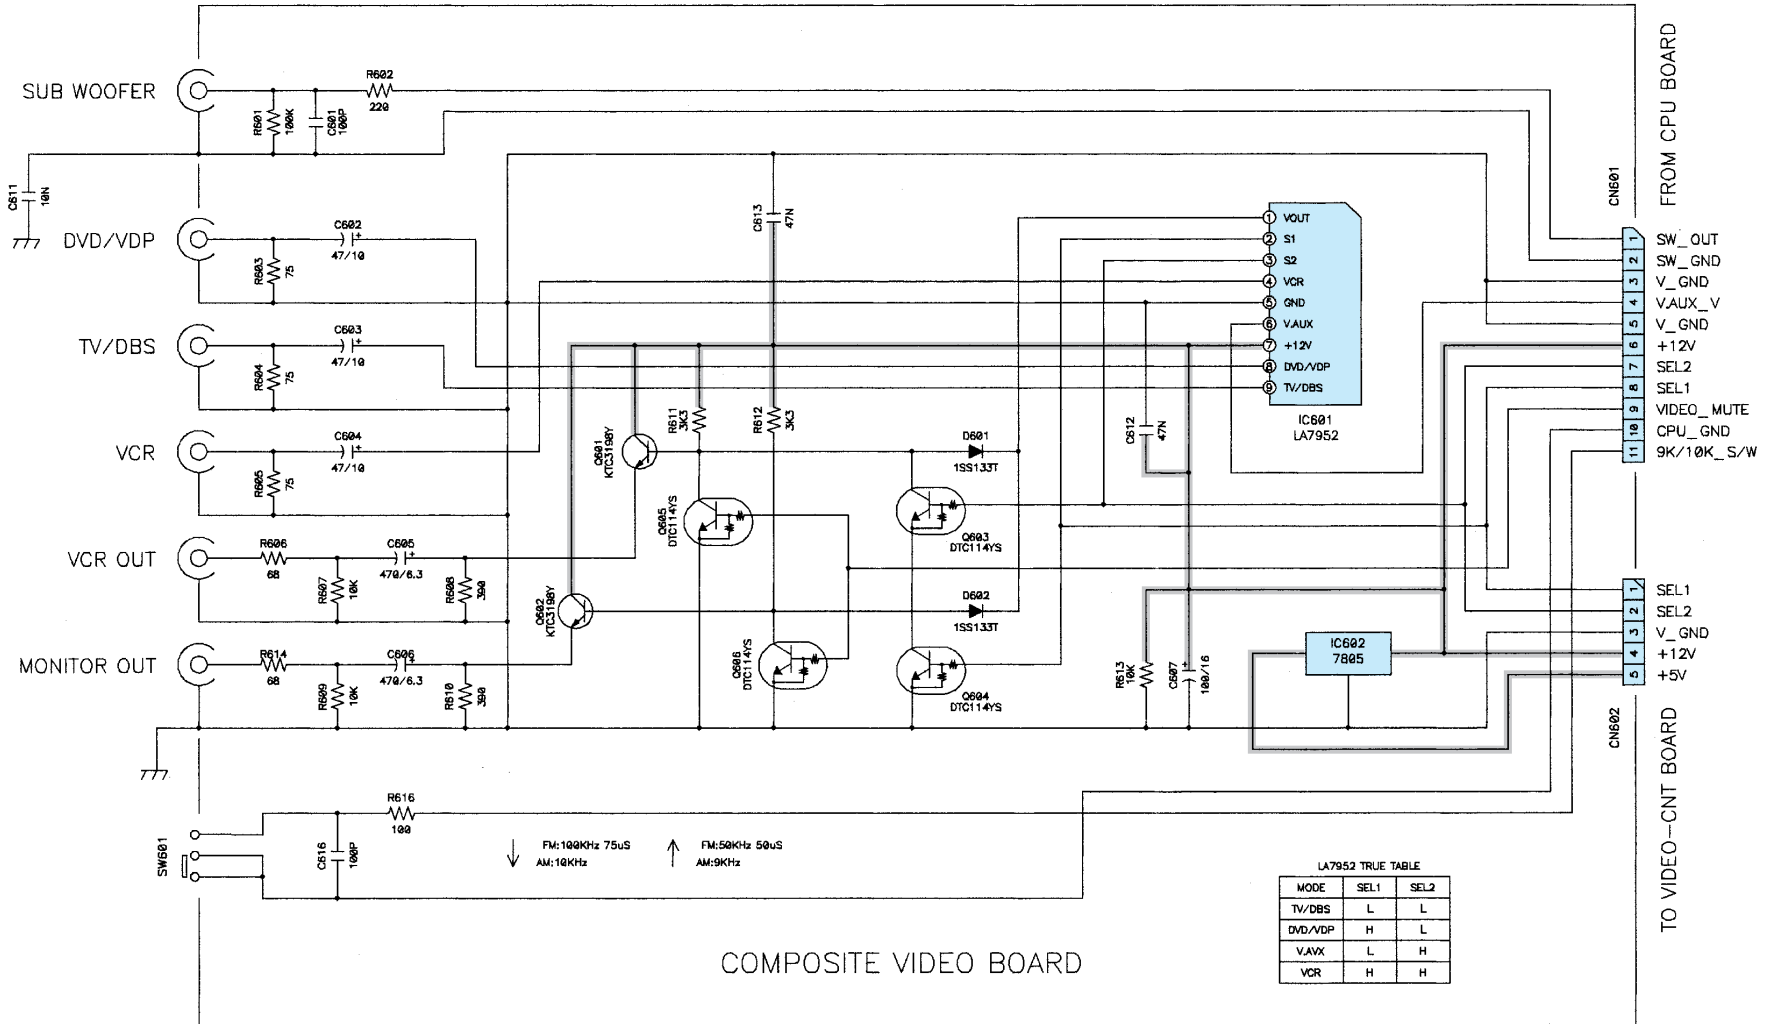 SUB WOOFER
R602
220
R601
100K
C601
100P
C611
10N
DVD/VDP
C602
47/10
R603
75
TV/DBS
C603
47/10
R604
75
VCR
C604
47/10
R605
75
VCR OUT
R606
68
R607
10K
C605
470/6.3
R608
390
MONITOR OUT
R614
68
R609
10K
C606
470/6.3
R610
390
C613
47N
R611
3K3
R612
3K3
Q601
KTC3198Y
Q602
KTC3198Y
Q605
DTC114YS
Q606
DTC114YS
D601
1SS133T
Q603
DTC114YS
D602
1SS133T
Q604
DTC114YS
C612
47N
R613
10K
C607
100/16
1 VOUT
2 S1
3 S2
4 VCR
5 GND
6 V.AUX
7 +12V
8 DVD/VDP
9 TV/DBS
IC601
LA7952
IC602
7805
FROM CPU BOARD
CN601
1 SW_OUT
2 SW_GND
3 V_GND
4 V.AUX_V
5 V_GND
6 +12V
7 SEL2
8 SEL1
9 VIDEO_MUTE
10 CPU_GND
11 9K/10K_S/W
1 SEL1
2 SEL2
3 V_GND
4 +12V
5 +5V
CN602
TO VIDEO-CNT BOARD
SW601
C616
100P
R616
100
↓ FM:100KHz 75uS
AM:10KHz
↑ FM:50KHz 50uS
AM:9KHz
LA7952 TRUE TABLE
MODE SEL1 SEL2
TV/DBS L L
DVD/VDP H L
V.AVX L H
VCR H H
COMPOSITE VIDEO BOARD